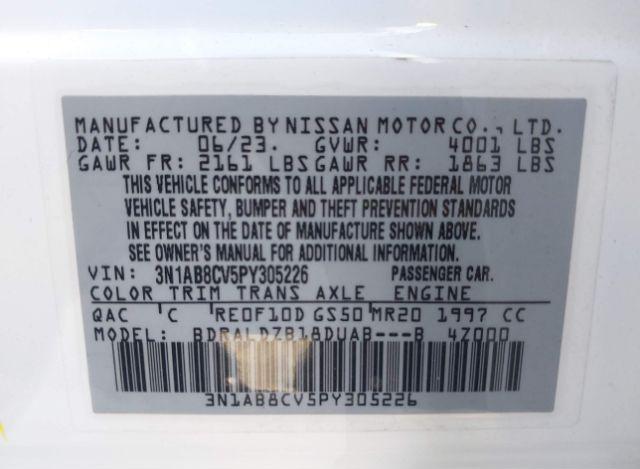 MANUFACTURED BY NISSAN MOTOR CO., LTD.
DATE: 06/23. GVWR: 4001 LBS
GAWR FR: 2161 LBS GAWR RR: 1863 LBS
THIS VEHICLE CONFORMS TO ALL APPLICABLE FEDERAL MOTOR
VEHICLE SAFETY, BUMPER AND THEFT PREVENTION STANDARDS
IN EFFECT ON THE DATE OF MANUFACTURE SHOWN ABOVE.
SEE OWNER'S MANUAL FOR ADDITIONAL INFORMATION.
VIN: 3N1AB8CV5PY305226 PASSENGER CAR.
COLOR TRIM TRANS AXLE ENGINE
QAC C RE0F10D GS50 MR20 1997 CC
MODEL: BDRALDZB18DUAB---B 4Z000
3N1AB8CV5PY305226